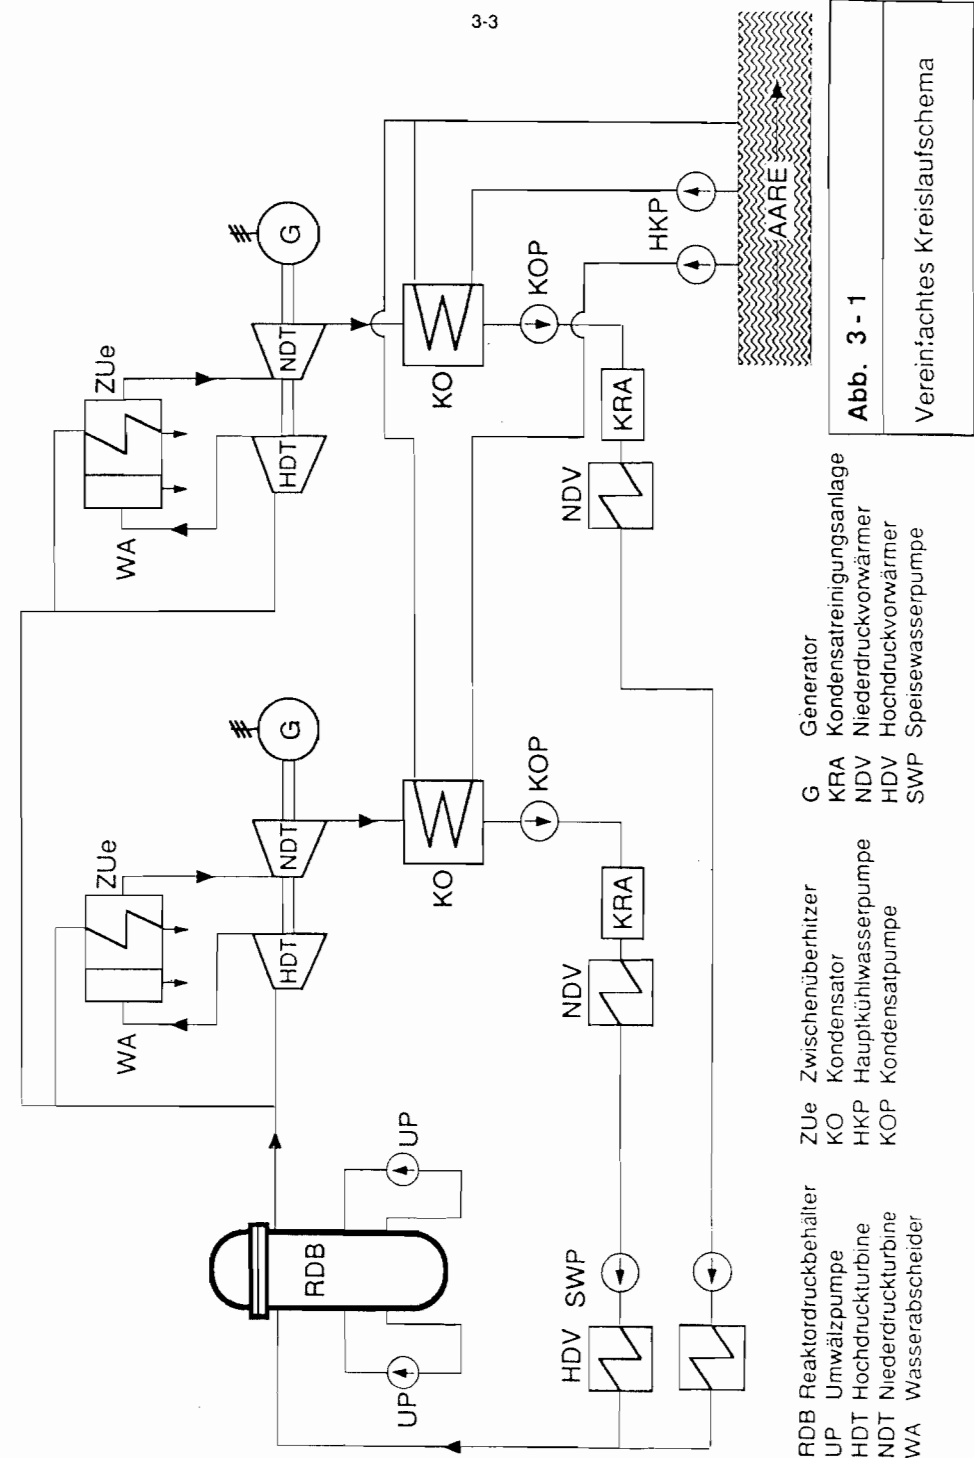 3-3
ZUe
WA
HDT
NDT
G
KO
KOP
KRA
NDV
ZUe
WA
HDT
NDT
G
KO
KOP
KRA
NDV
HKP
AARE
RDB
UP
UP
HDV
SWP
RDB Reaktordruckbehälter
UP Umwälzpumpe
HDT Hochdruckturbine
NDT Niederdruckturbine
WA Wasserabscheider
ZUe Zwischenüberhitzer
KO Kondensator
HKP Hauptkühlwasserpumpe
KOP Kondensatpumpe
G Generator
KRA Kondensatreinigungsanlage
NDV Niederdruckvorwärmer
HDV Hochdruckvorwärmer
SWP Speisewasserpumpe
Abb. 3 - 1
Vereinfachtes Kreislaufschema